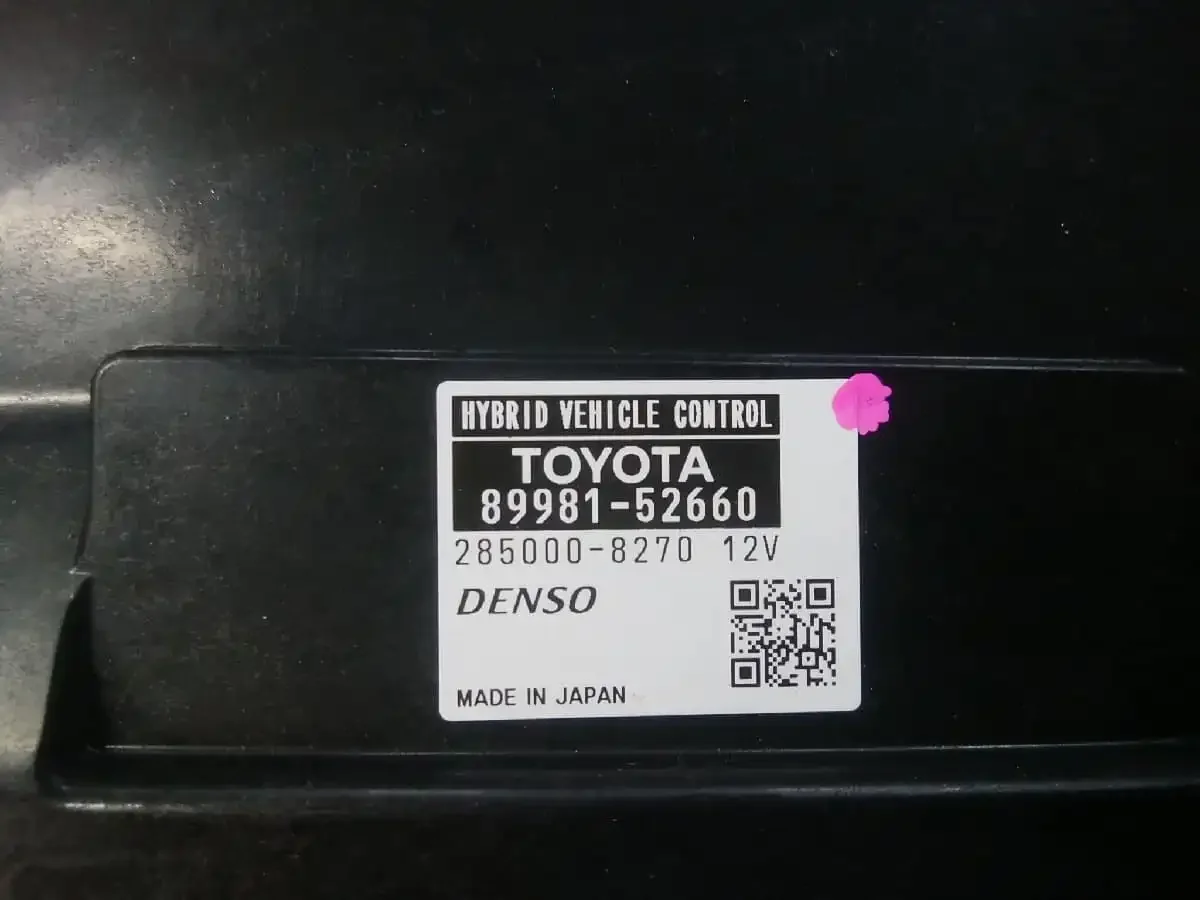 HYBRID VEHICLE CONTROL
TOYOTA
89981-52660
285000-8270 12V
DENSO
MADE IN JAPAN